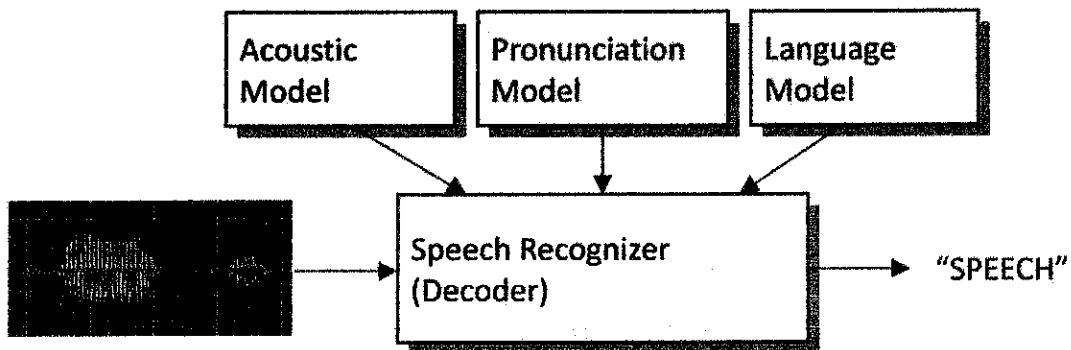 Acoustic
Model
Pronunciation
Model
Language
Model
Speech Recognizer
(Decoder)
“SPEECH”